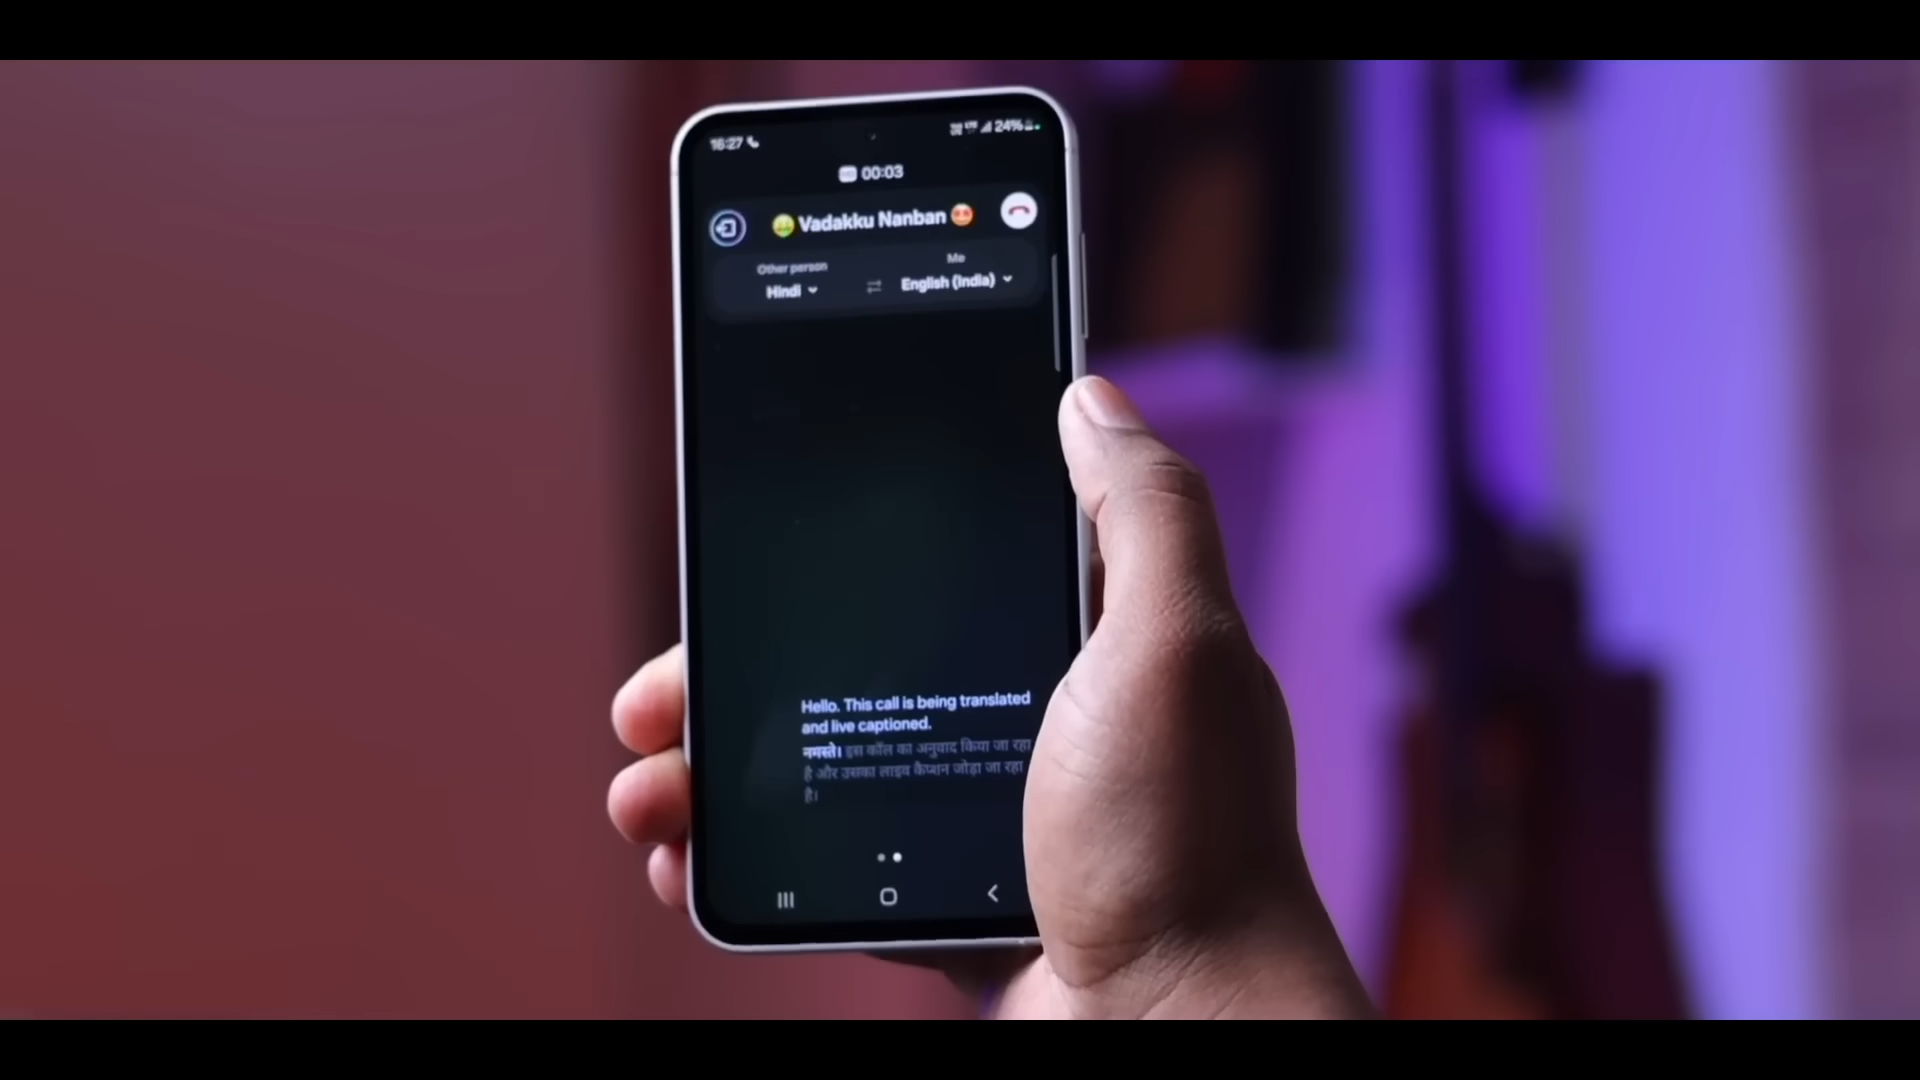 16:27
24%
00:03
🤑 Vadakku Nanban 😍
Other person
Me
Hindi
English (India)
Hello. This call is being translated
and live captioned.
नमस्ते। इस कॉल का अनुवाद किया जा रहा
है और उसका लाइव कैप्शन जोड़ा जा रहा
है।